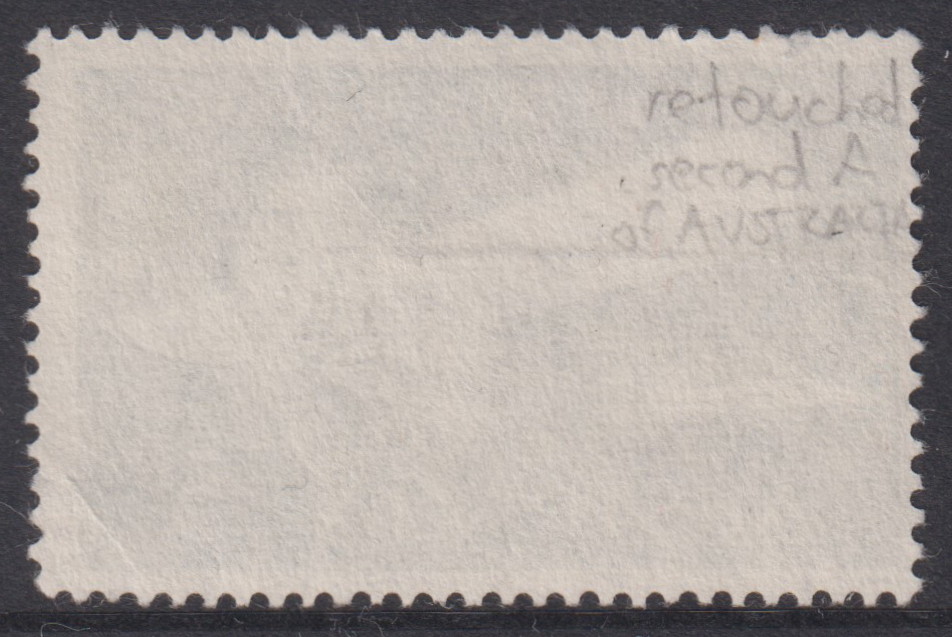 retouched
second A
of AUSTRALIA